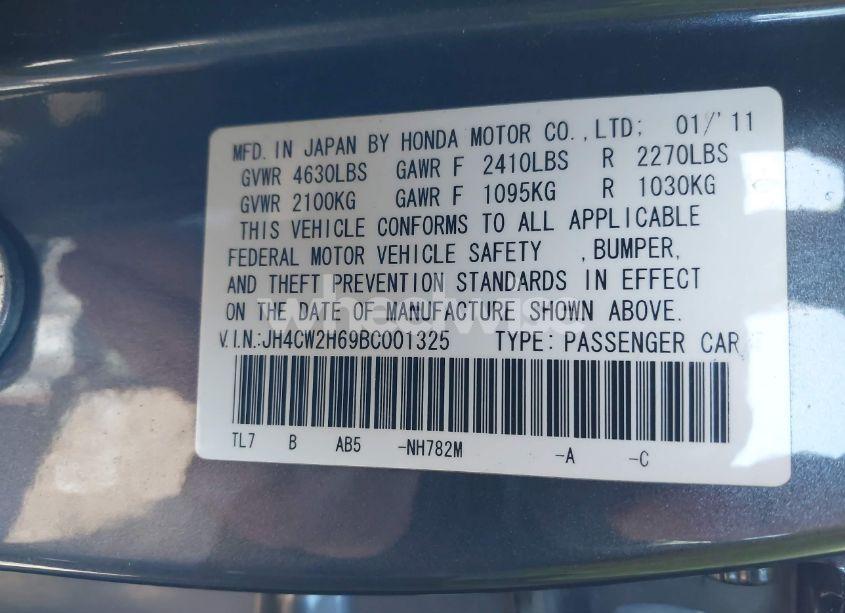 MFD. IN JAPAN BY HONDA MOTOR CO., LTD; 01/'11
GVWR 4630LBS GAWR F 2410LBS R 2270LBS
GVWR 2100KG GAWR F 1095KG R 1030KG
THIS VEHICLE CONFORMS TO ALL APPLICABLE
FEDERAL MOTOR VEHICLE SAFETY , BUMPER,
AND THEFT PREVENTION STANDARDS IN EFFECT
ON THE DATE OF MANUFACTURE SHOWN ABOVE.
wheelwise
V.I.N.:JH4CW2H69BC001325 TYPE: PASSENGER CAR
TL7 B AB5 -NH782M -A -C